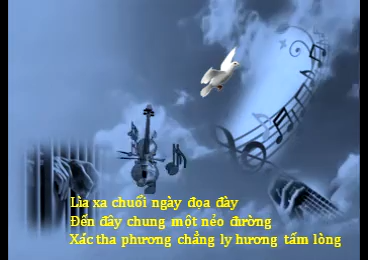 Lìa xa chuỗi ngày đọa đày
Đến đây chung một nẻo đường
Xác tha phương chẳng ly hương tấm lòng